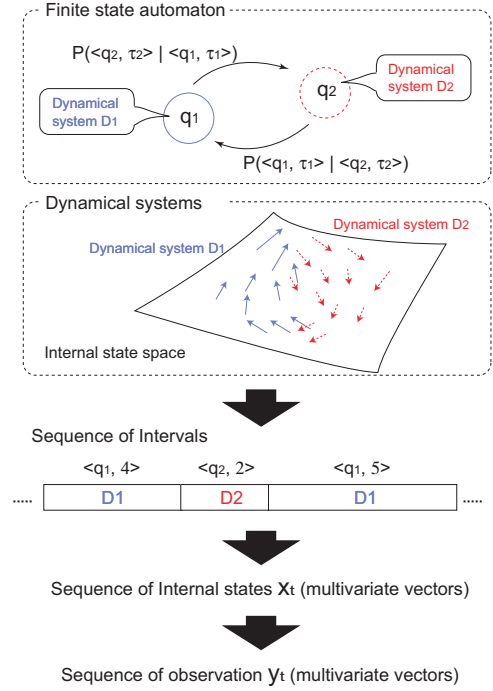 Finite state automaton
P(<q₂, τ₂> | <q₁, τ₁>)
Dynamical
system D1
q₁
q₂
Dynamical
system D2
P(<q₁, τ₁> | <q₂, τ₂>)
Dynamical systems
Dynamical system D2
Dynamical system D1
Internal state space
Sequence of Intervals
<q₁, 4> <q₂, 2> <q₁, 5>
..... D1 D2 D1 .....
Sequence of Internal states xₜ (multivariate vectors)
Sequence of observation yₜ (multivariate vectors)